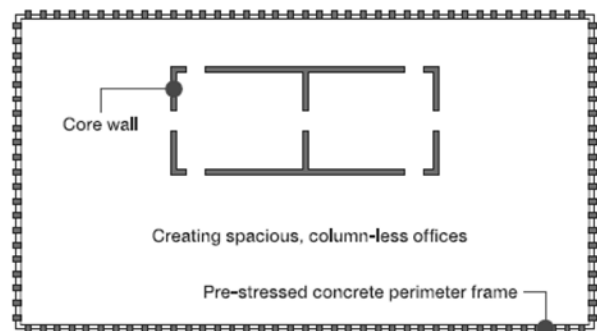 Core wall
Creating spacious, column-less offices
Pre-stressed concrete perimeter frame